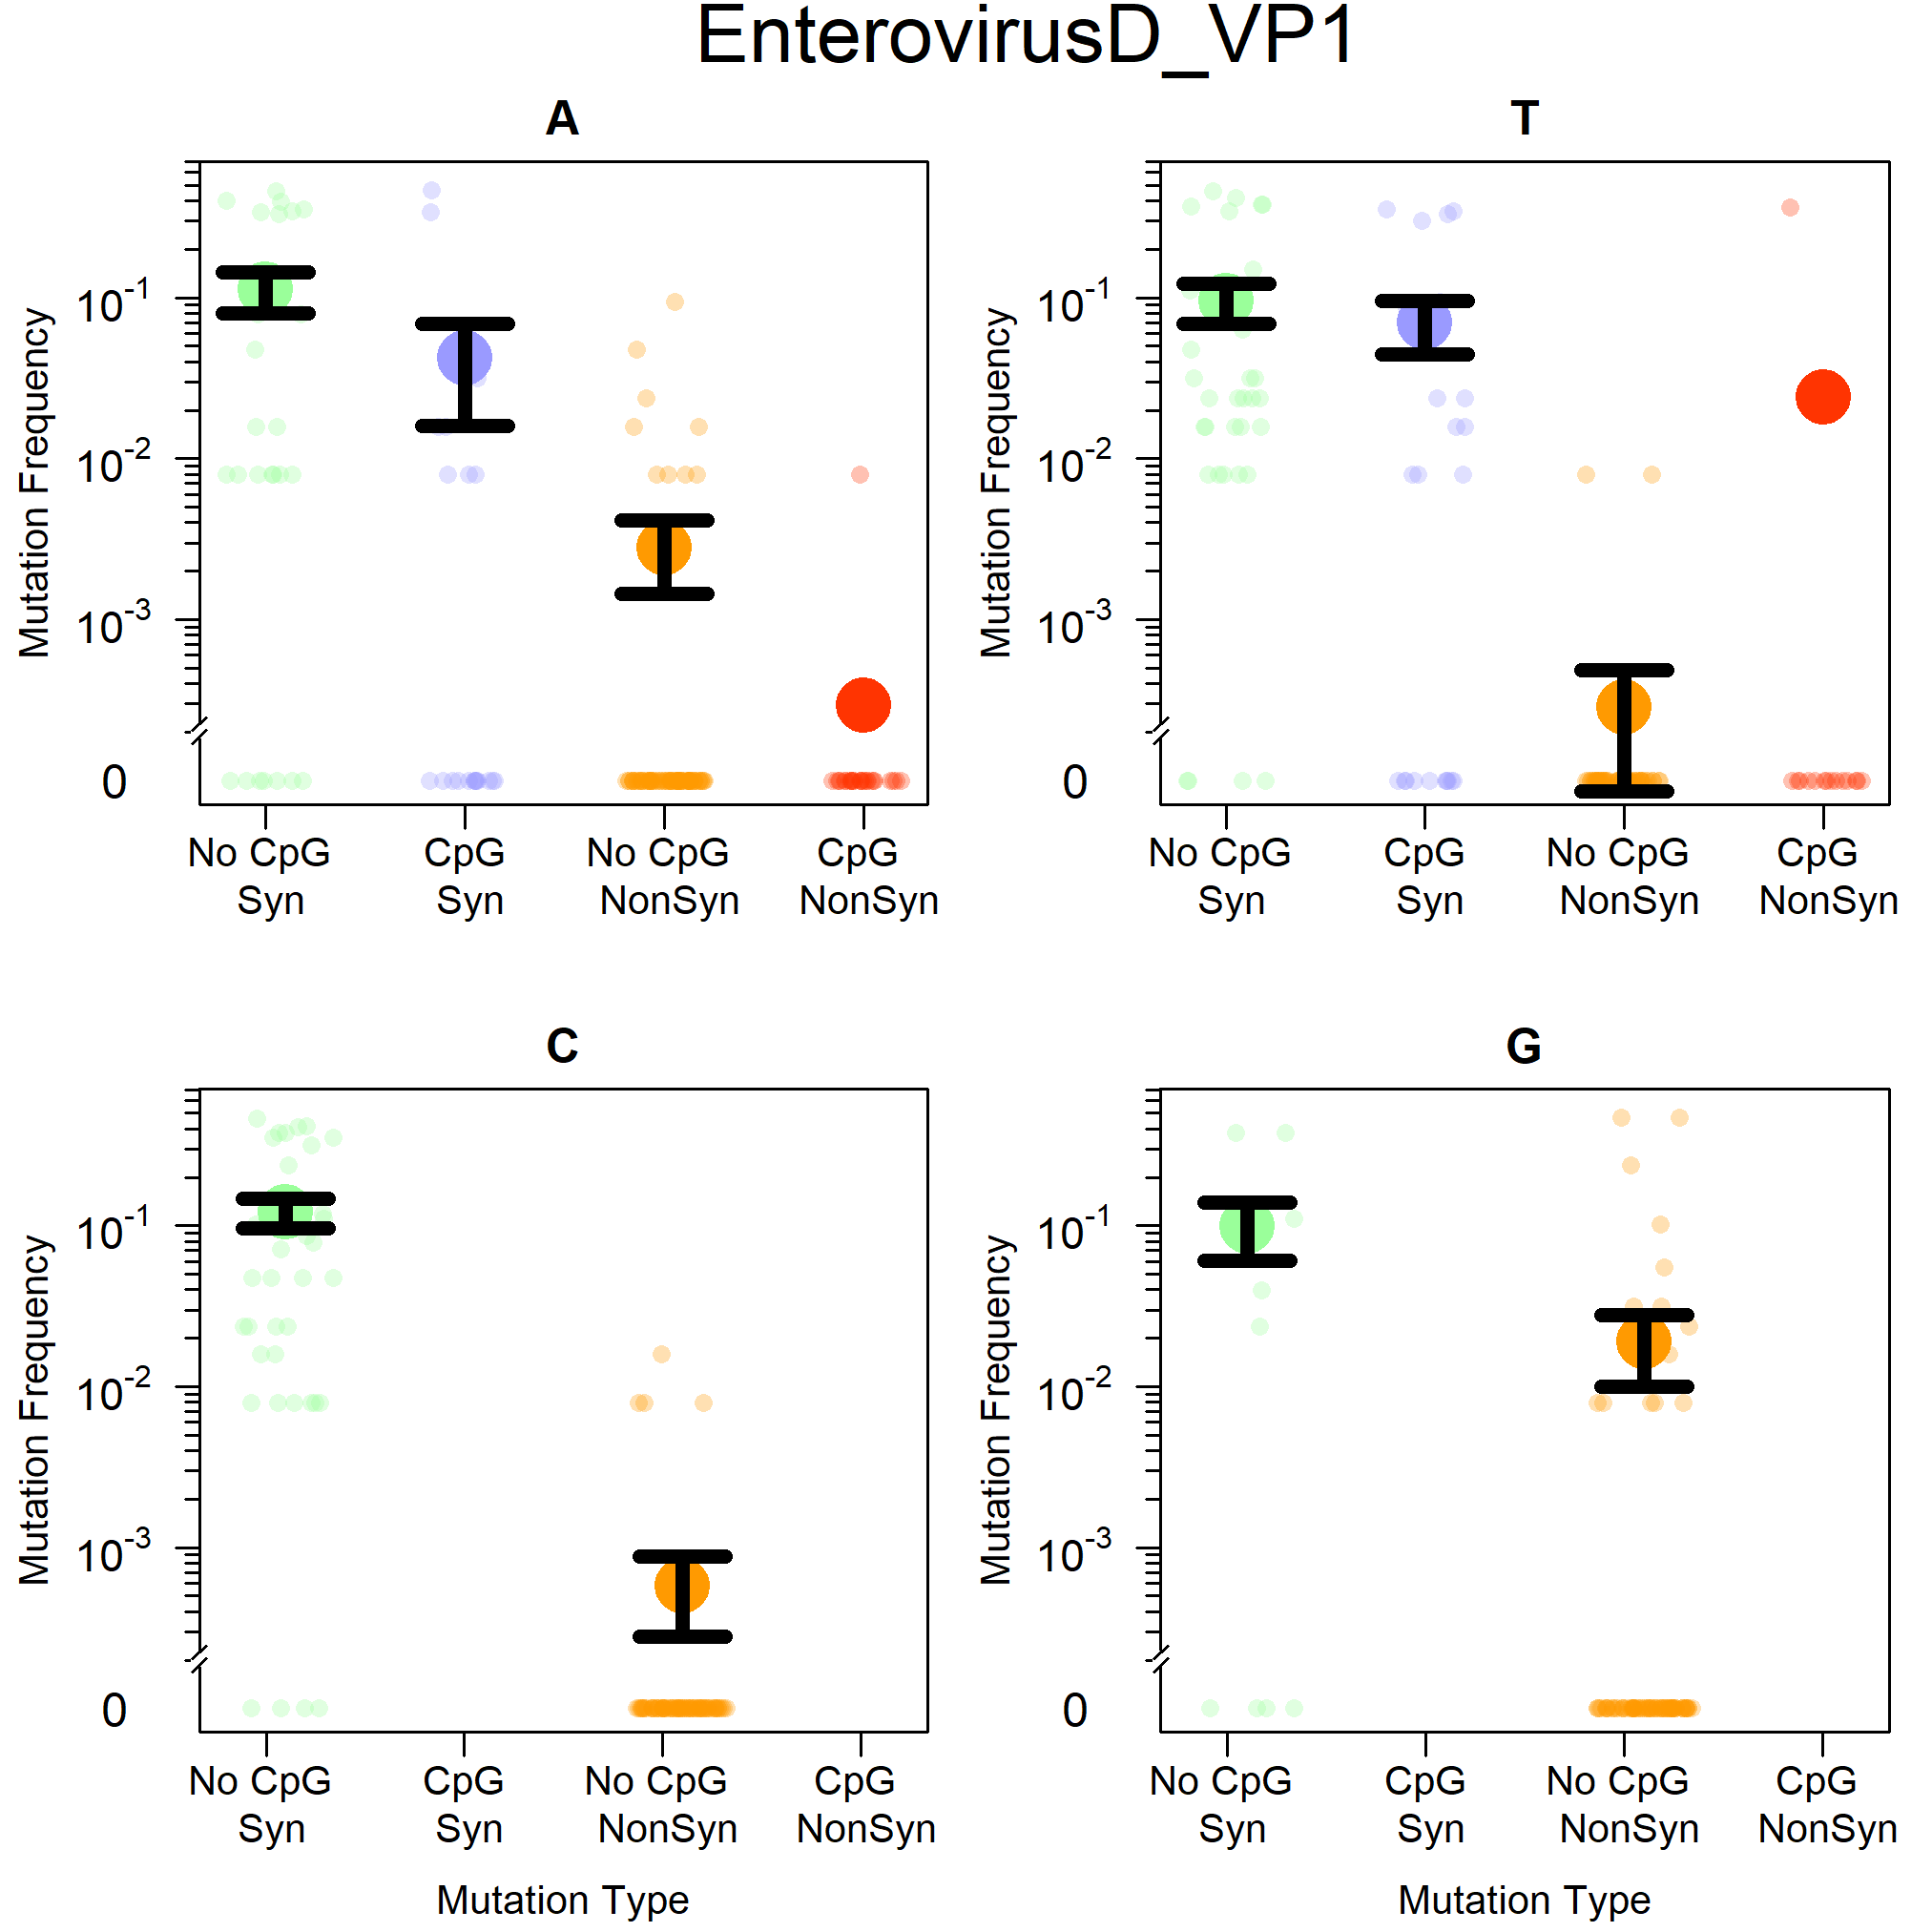 EnterovirusD_VP1
A
Mutation Frequency
10-1
10-2
10-3
0
No CpG CpG No CpG CpG
Syn Syn NonSyn NonSyn
T
Mutation Frequency
10-1
10-2
10-3
0
No CpG CpG No CpG CpG
Syn Syn NonSyn NonSyn
C
Mutation Frequency
10-1
10-2
10-3
0
No CpG CpG No CpG CpG
Syn Syn NonSyn NonSyn
Mutation Type
G
Mutation Frequency
10-1
10-2
10-3
0
No CpG CpG No CpG CpG
Syn Syn NonSyn NonSyn
Mutation Type